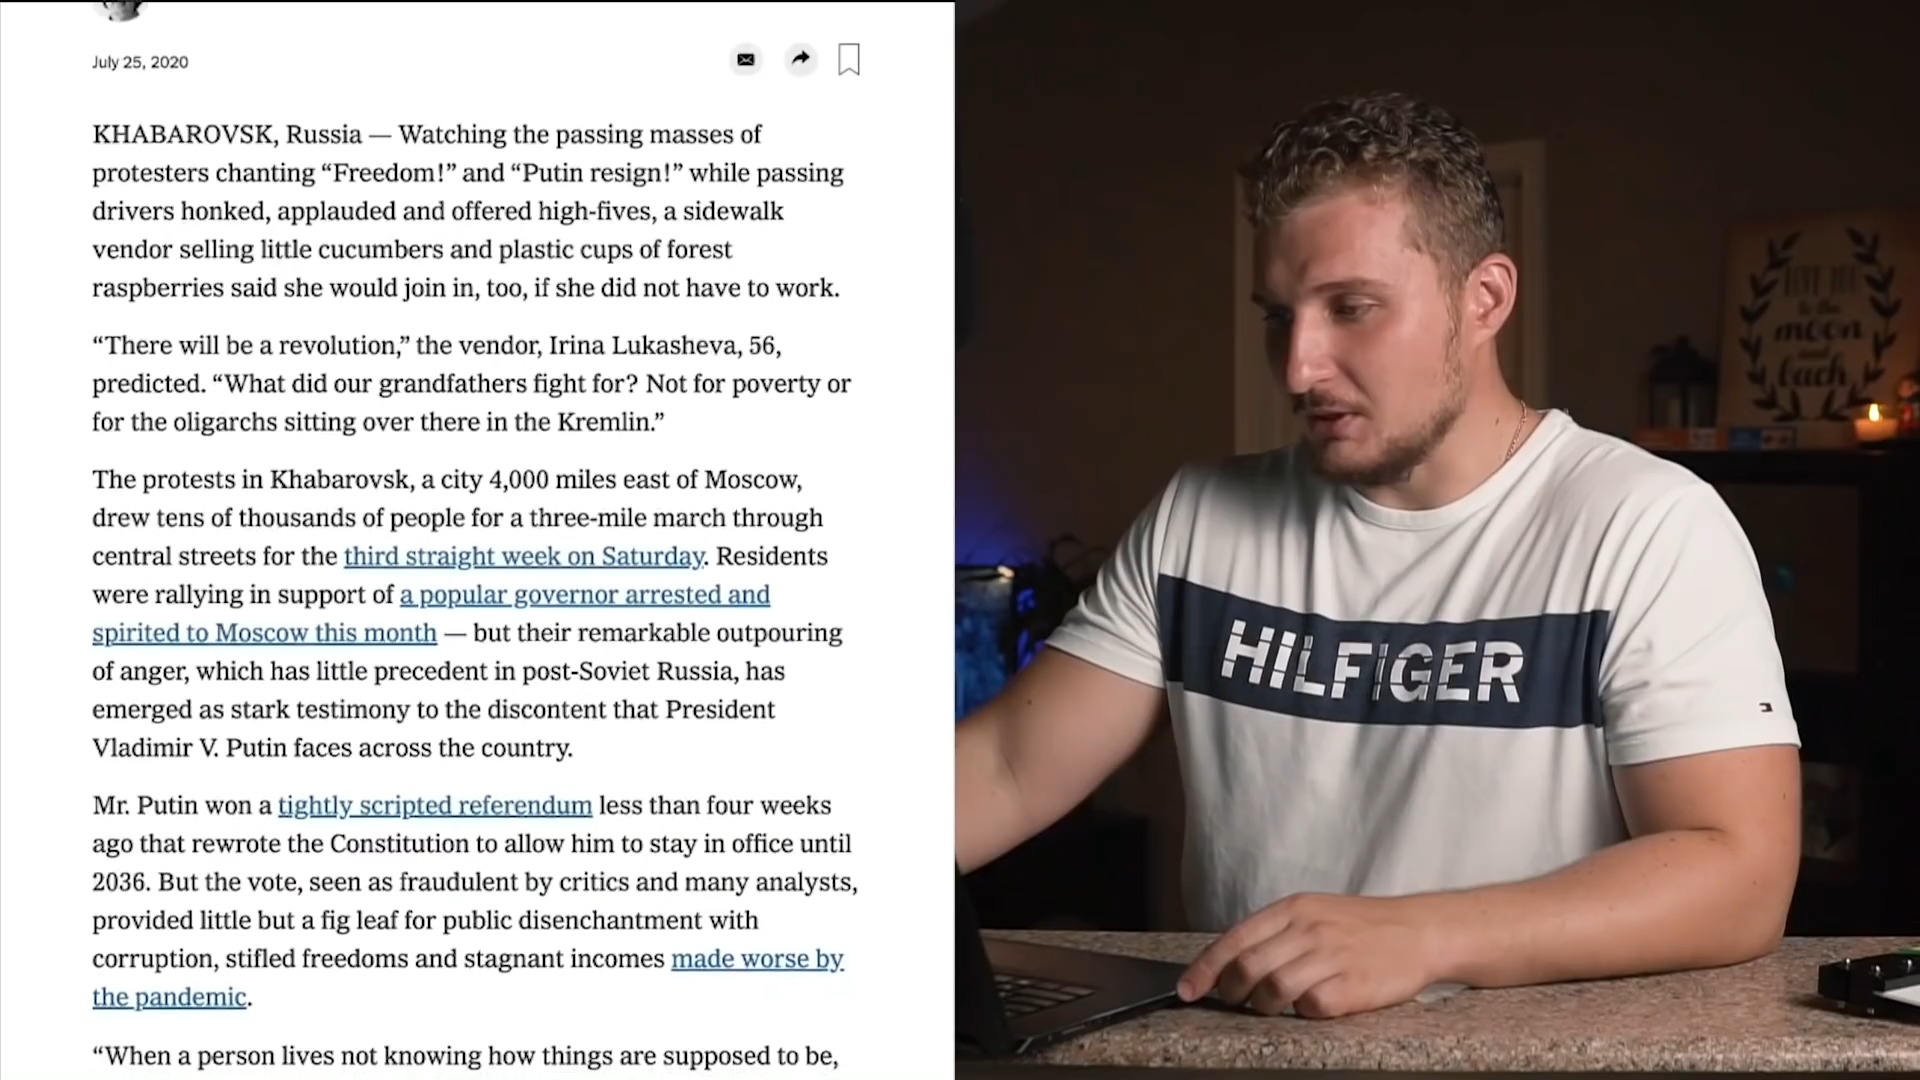 July 25, 2020
KHABAROVSK, Russia — Watching the passing masses of
protesters chanting “Freedom!” and “Putin resign!” while passing
drivers honked, applauded and offered high-fives, a sidewalk
vendor selling little cucumbers and plastic cups of forest
raspberries said she would join in, too, if she did not have to work.
“There will be a revolution,” the vendor, Irina Lukasheva, 56,
predicted. “What did our grandfathers fight for? Not for poverty or
for the oligarchs sitting over there in the Kremlin.”
The protests in Khabarovsk, a city 4,000 miles east of Moscow,
drew tens of thousands of people for a three-mile march through
central streets for the third straight week on Saturday. Residents
were rallying in support of a popular governor arrested and
spirited to Moscow this month — but their remarkable outpouring
of anger, which has little precedent in post-Soviet Russia, has
emerged as stark testimony to the discontent that President
Vladimir V. Putin faces across the country.
Mr. Putin won a tightly scripted referendum less than four weeks
ago that rewrote the Constitution to allow him to stay in office until
2036. But the vote, seen as fraudulent by critics and many analysts,
provided little but a fig leaf for public disenchantment with
corruption, stifled freedoms and stagnant incomes made worse by
the pandemic.
“When a person lives not knowing how things are supposed to be,
HILFIGER
LOVE YOU
to the
moon
and
back